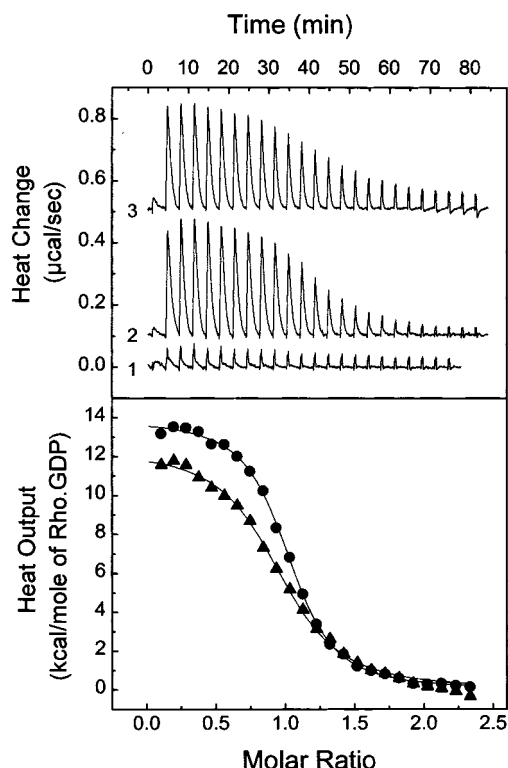 Time (min)
0 10 20 30 40 50 60 70 80
Heat Change
(μcal/sec)
0.8
0.6
0.4
0.2
0.0
3
2
1
Heat Output
(kcal/mole of Rho.GDP)
14
12
10
8
6
4
2
0
0.0 0.5 1.0 1.5 2.0 2.5
Molar Ratio